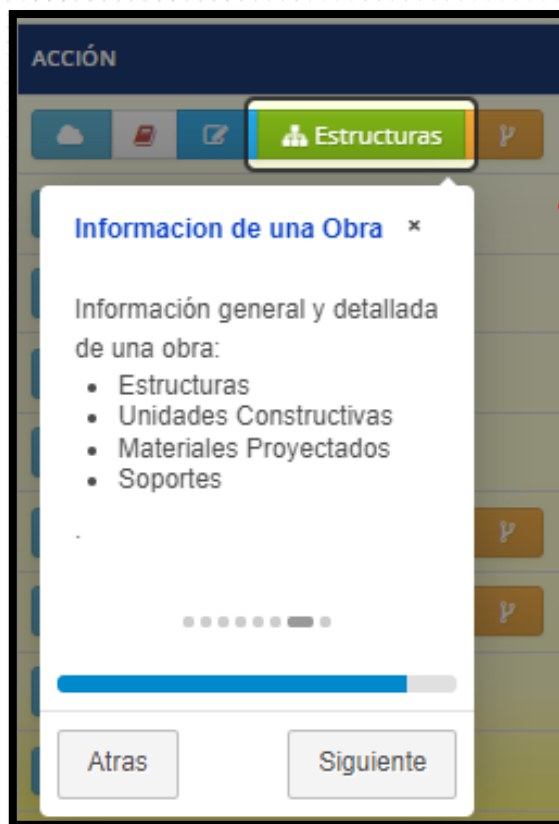 ACCIÓN
Estructuras
Informacion de una Obra ×
Información general y detallada
de una obra:
• Estructuras
• Unidades Constructivas
• Materiales Proyectados
• Soportes
.
Atras
Siguiente